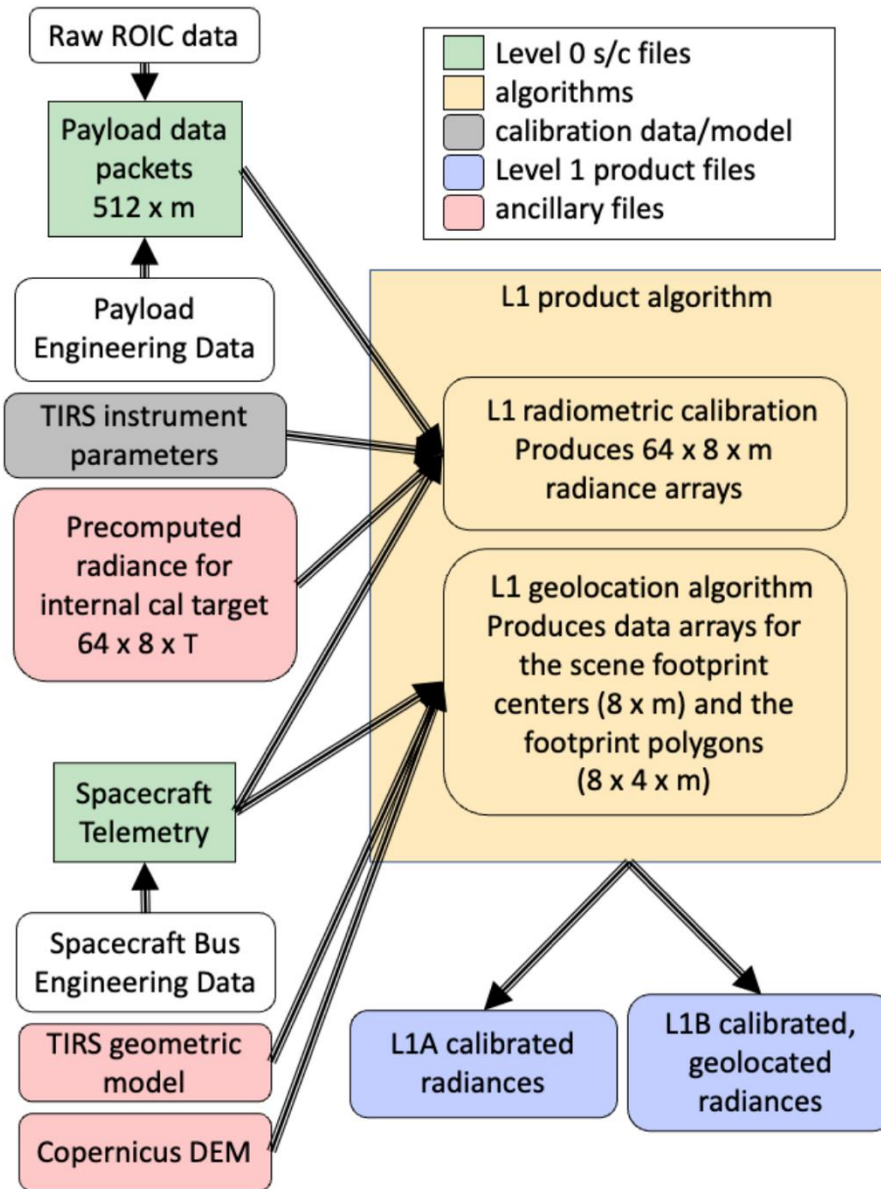 Raw ROIC data
Payload data
packets
512 x m
Payload
Engineering Data
TIRS instrument
parameters
Precomputed
radiance for
internal cal target
64 x 8 x T
Spacecraft
Telemetry
Spacecraft Bus
Engineering Data
TIRS geometric
model
Copernicus DEM
Level 0 s/c files
algorithms
calibration data/model
Level 1 product files
ancillary files
L1 product algorithm
L1 radiometric calibration
Produces 64 x 8 x m
radiance arrays
L1 geolocation algorithm
Produces data arrays for
the scene footprint
centers (8 x m) and the
footprint polygons
(8 x 4 x m)
L1A calibrated
radiances
L1B calibrated,
geolocated
radiances